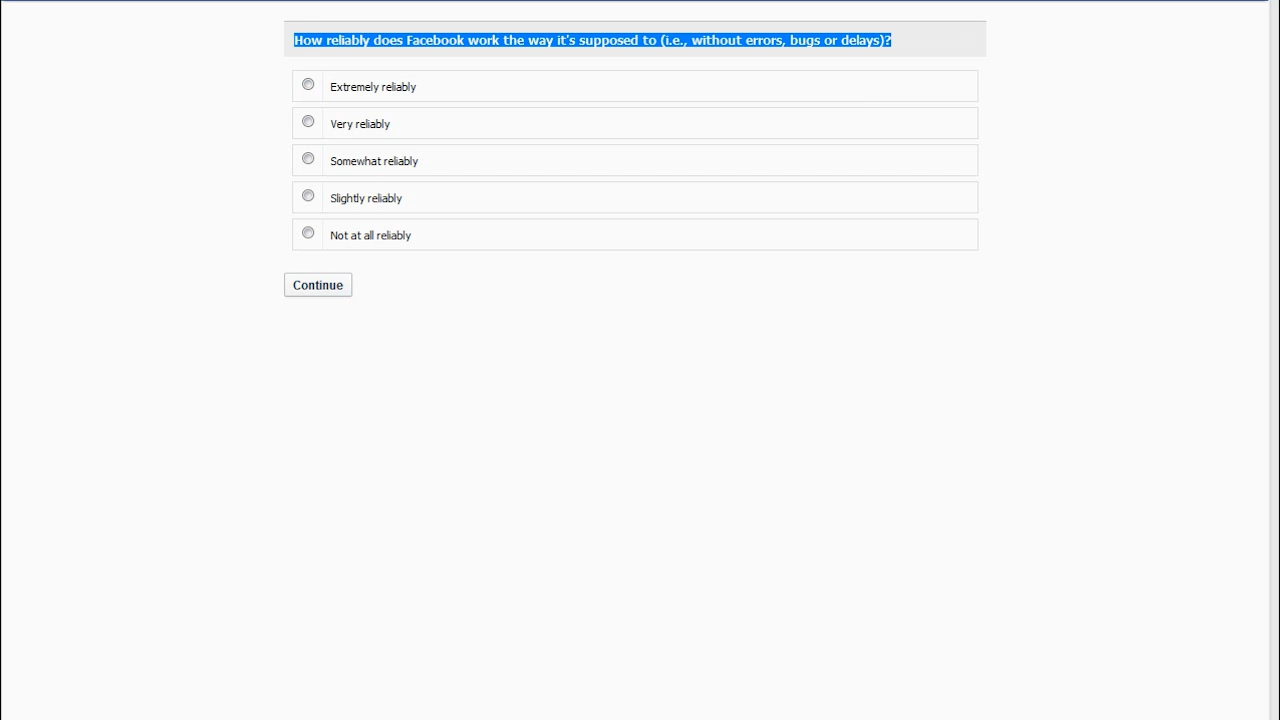 How reliably does Facebook work the way it's supposed to (i.e., without errors, bugs or delays)?
Extremely reliably
Very reliably
Somewhat reliably
Slightly reliably
Not at all reliably
Continue